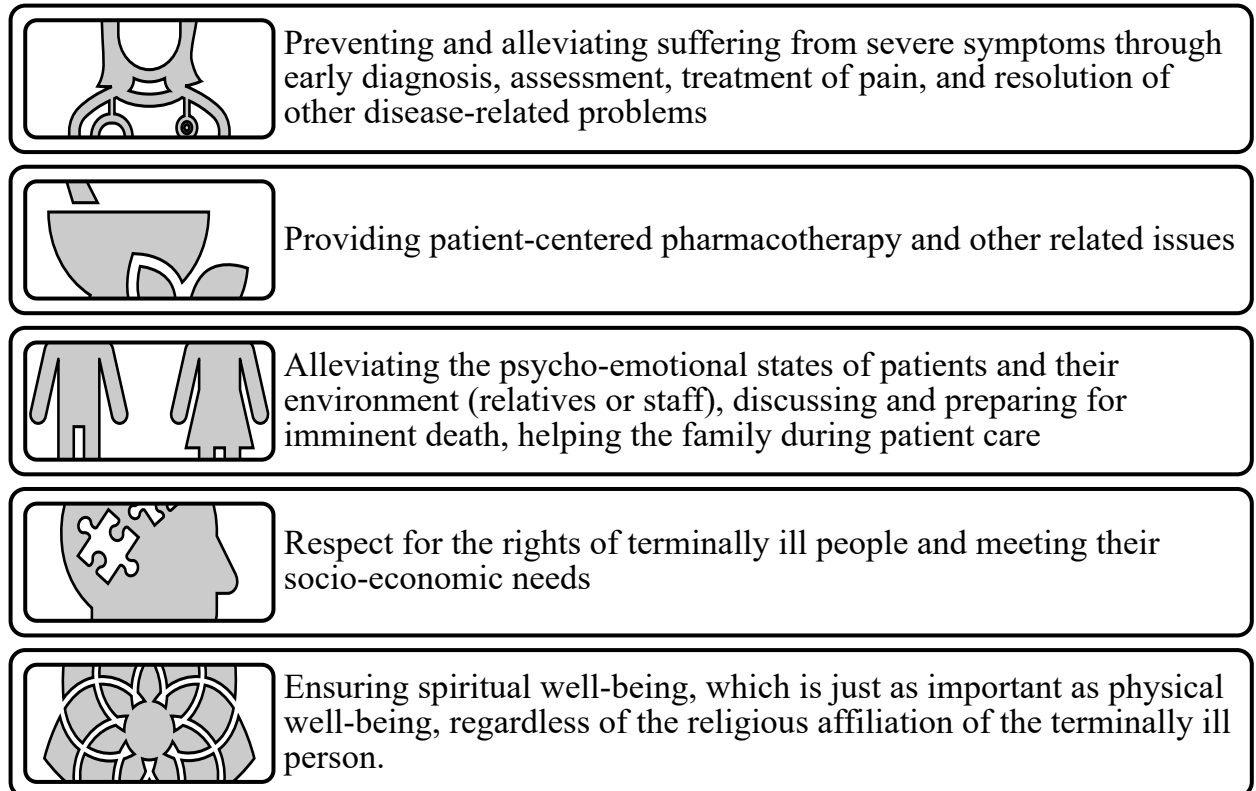 Preventing and alleviating suffering from severe symptoms through
early diagnosis, assessment, treatment of pain, and resolution of
other disease-related problems
Providing patient-centered pharmacotherapy and other related issues
Alleviating the psycho-emotional states of patients and their
environment (relatives or staff), discussing and preparing for
imminent death, helping the family during patient care
Respect for the rights of terminally ill people and meeting their
socio-economic needs
Ensuring spiritual well-being, which is just as important as physical
well-being, regardless of the religious affiliation of the terminally ill
person.